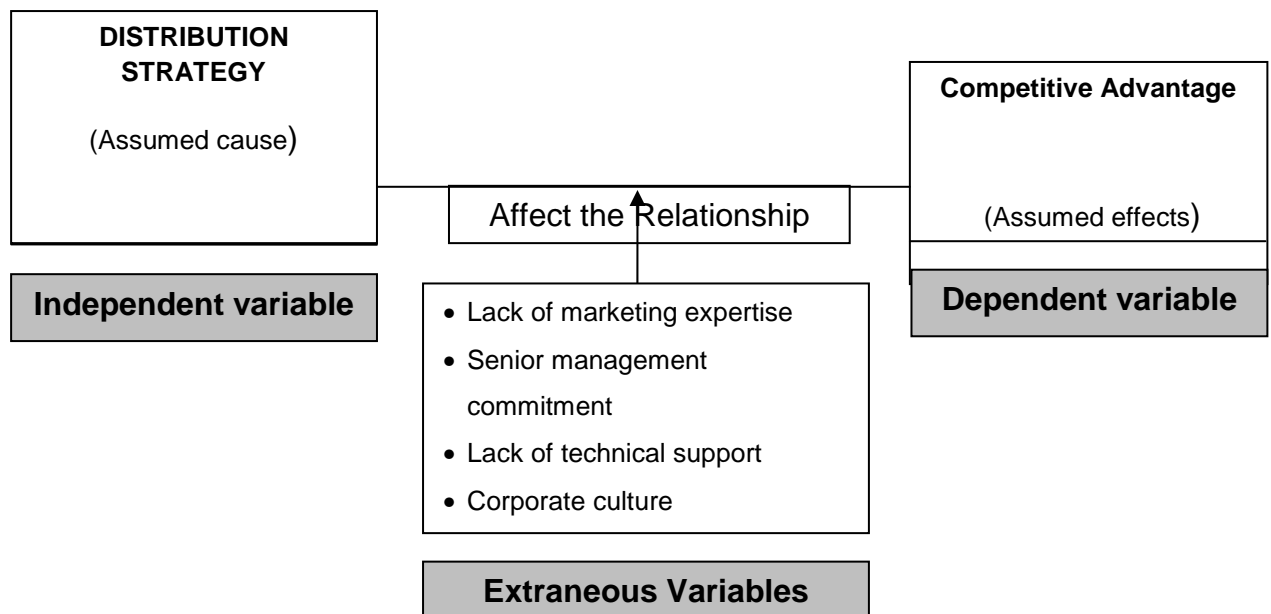 DISTRIBUTION
STRATEGY
(Assumed cause)
Independent variable
Affect the Relationship
• Lack of marketing expertise
• Senior management
commitment
• Lack of technical support
• Corporate culture
Extraneous Variables
Competitive Advantage
(Assumed effects)
Dependent variable